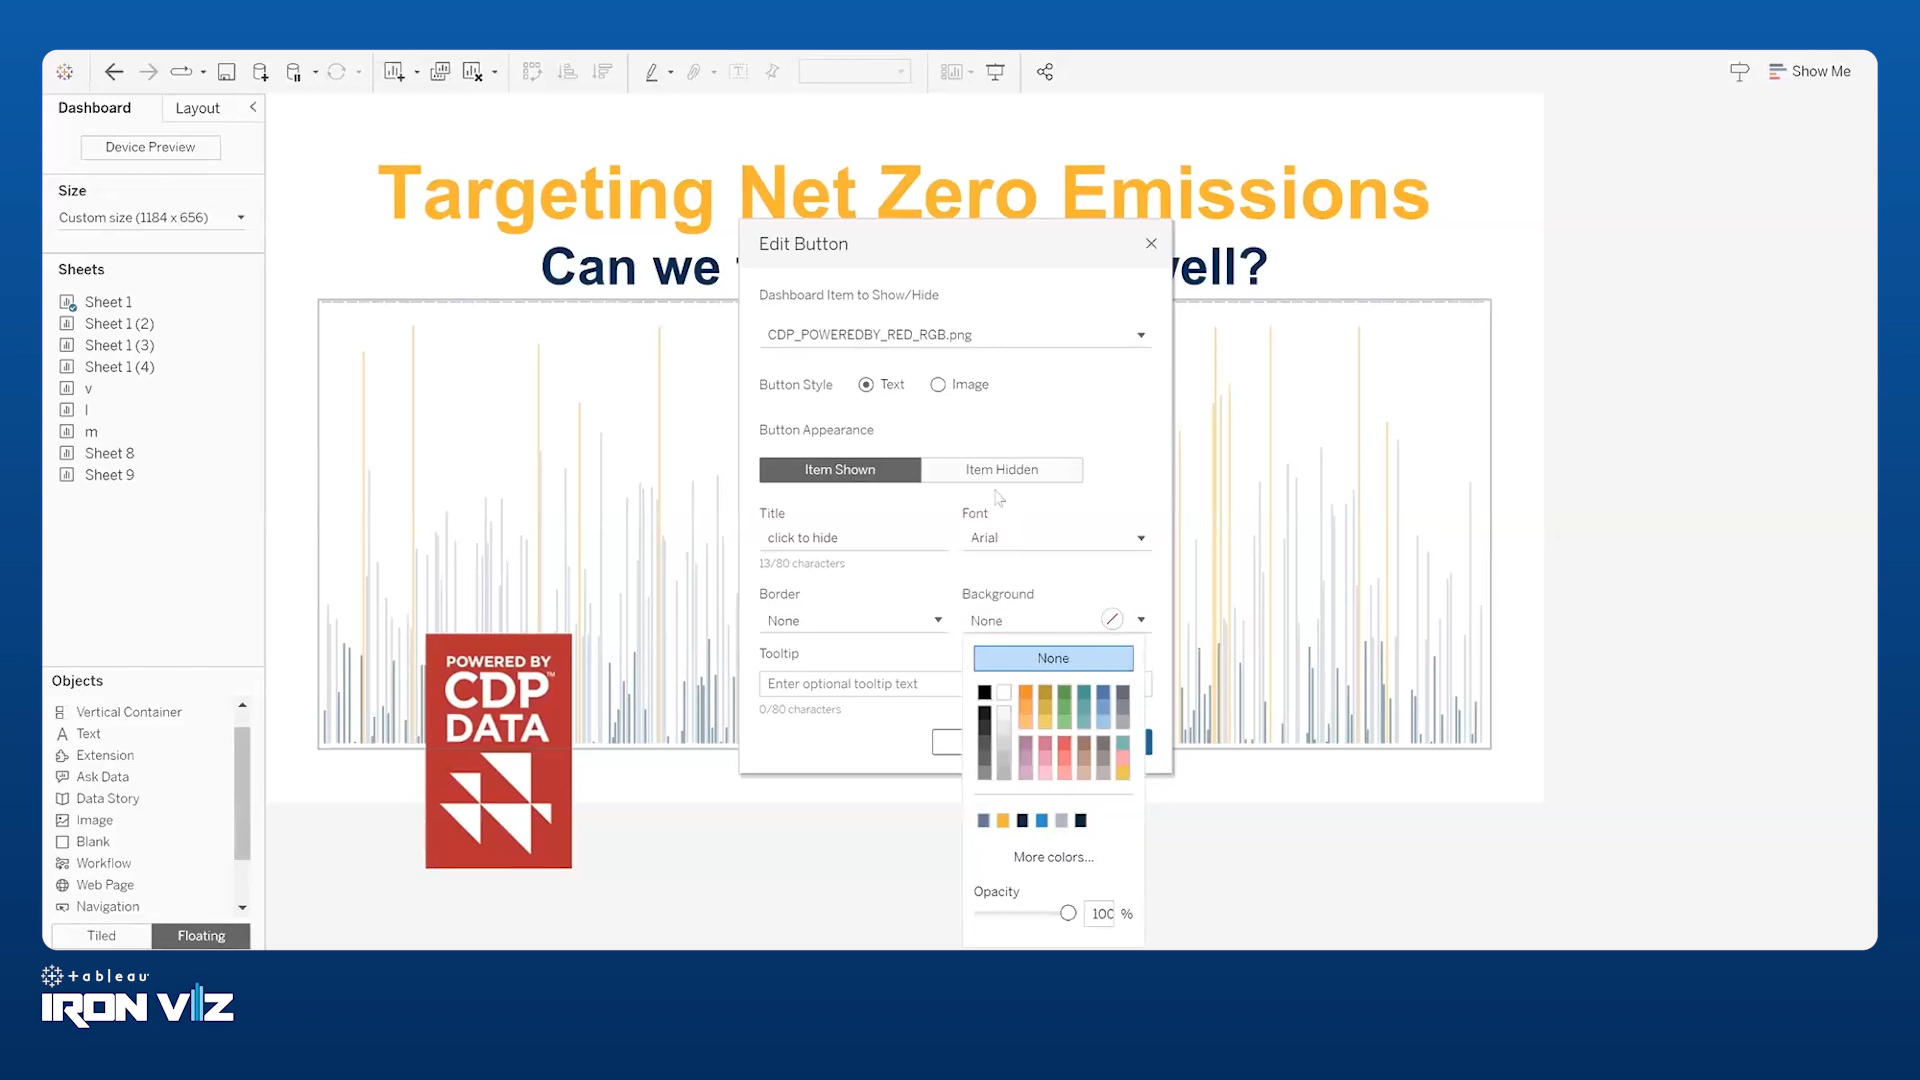 Show Me
Dashboard
Layout
Device Preview
Size
Custom size (1184 x 656)
Sheets
Sheet 1
Sheet 1 (2)
Sheet 1 (3)
Sheet 1 (4)
v
l
m
Sheet 8
Sheet 9
Objects
Vertical Container
Text
Extension
Ask Data
Data Story
Image
Blank
Workflow
Web Page
Navigation
Tiled
Floating
Targeting Net Zero Emissions
Can we
ell?
POWERED BY
CDP™
DATA
Edit Button
Dashboard Item to Show/Hide
CDP_POWEREDBY_RED_RGB.png
Button Style
Text
Image
Button Appearance
Item Shown
Item Hidden
Title
Font
click to hide
Arial
13/80 characters
Border
Background
None
None
Tooltip
None
Enter optional tooltip text
0/80 characters
More colors...
Opacity
100 %
+ableau
IRON VIZ